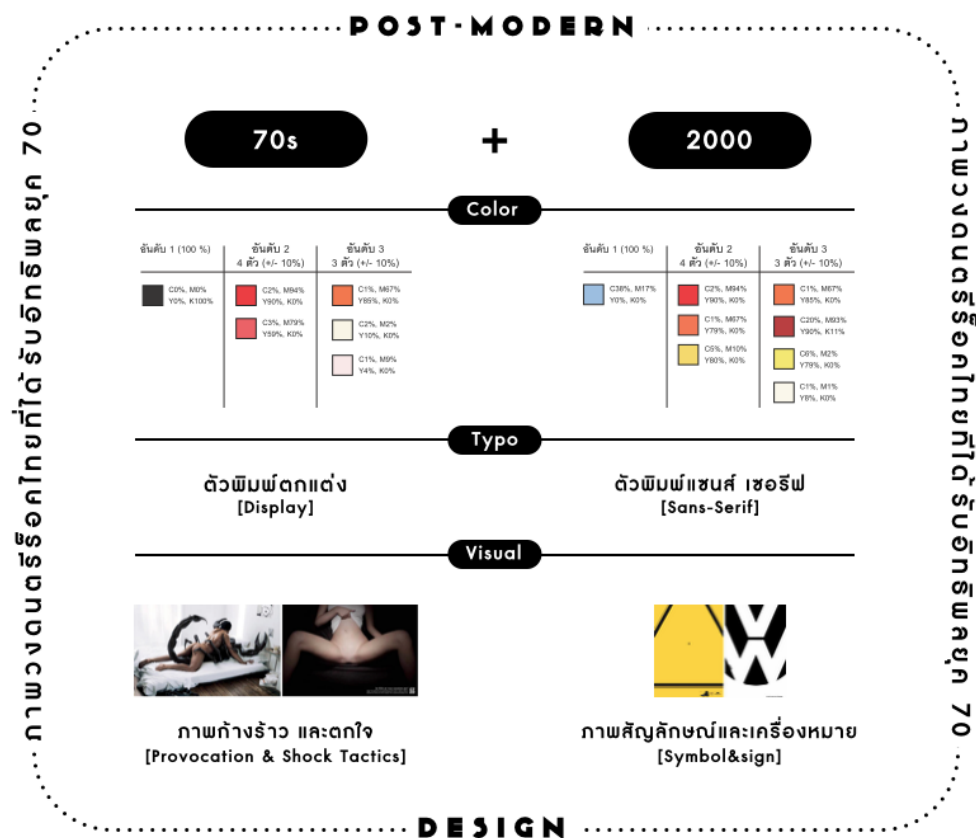 POST-MODERN
ภาพวงดนตรีร็อคไทยที่ได้รับอิทธิพลยุค 70
70s
+
2000
Color
อันดับ 1 (100 %)
อันดับ 2
4 ตัว (+/- 10%)
อันดับ 3
3 ตัว (+/- 10%)
C0%, M0%
Y0%, K100%
C2%, M94%
Y90%, K0%
C3%, M79%
Y59%, K0%
C1%, M67%
Y85%, K0%
C2%, M2%
Y10%, K0%
C1%, M9%
Y4%, K0%
อันดับ 1 (100 %)
อันดับ 2
4 ตัว (+/- 10%)
อันดับ 3
3 ตัว (+/- 10%)
C38%, M17%
Y0%, K0%
C2%, M94%
Y90%, K0%
C1%, M67%
Y79%, K0%
C5%, M10%
Y80%, K0%
C1%, M67%
Y85%, K0%
C20%, M93%
Y90%, K11%
C6%, M2%
Y79%, K0%
C1%, M1%
Y8%, K0%
Typo
ตัวพิมพ์ตกแต่ง
[Display]
ตัวพิมพ์แซนส์ เซอรีฟ
[Sans-Serif]
Visual
ภาพก้าวร้าว และตกใจ
[Provocation & Shock Tactics]
ภาพสัญลักษณ์และเครื่องหมาย
[Symbol&sign]
ภาพวงดนตรีร็อคไทยที่ได้รับอิทธิพลยุค 70
DESIGN